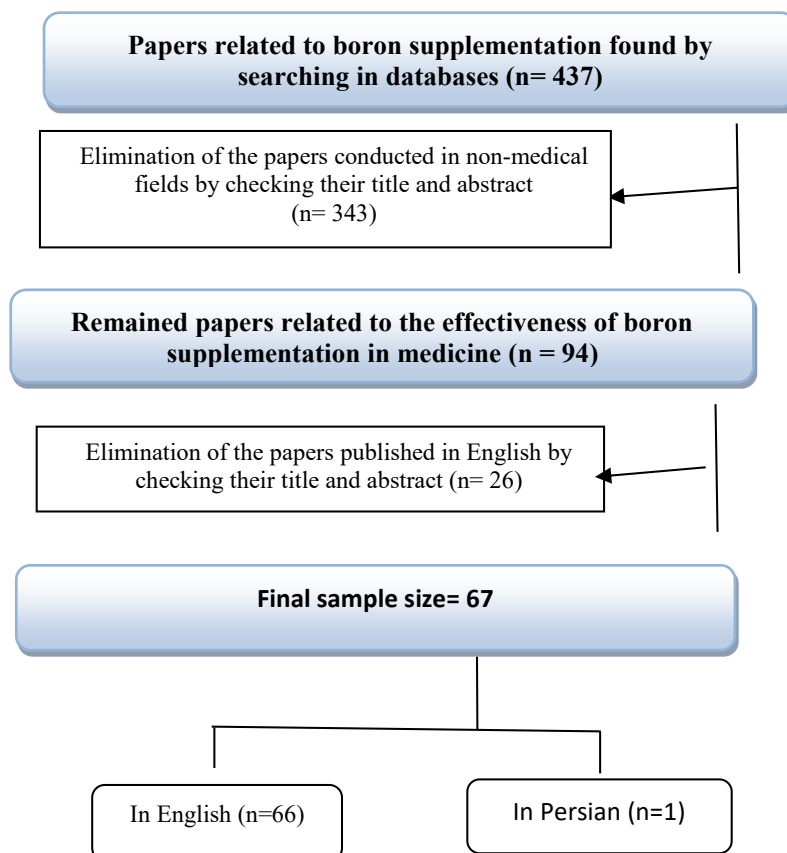 Papers related to boron supplementation found by
searching in databases (n= 437)
Elimination of the papers conducted in non-medical
fields by checking their title and abstract
(n= 343)
Remained papers related to the effectiveness of boron
supplementation in medicine (n = 94)
Elimination of the papers published in English by
checking their title and abstract (n= 26)
Final sample size= 67
In English (n=66)
In Persian (n=1)